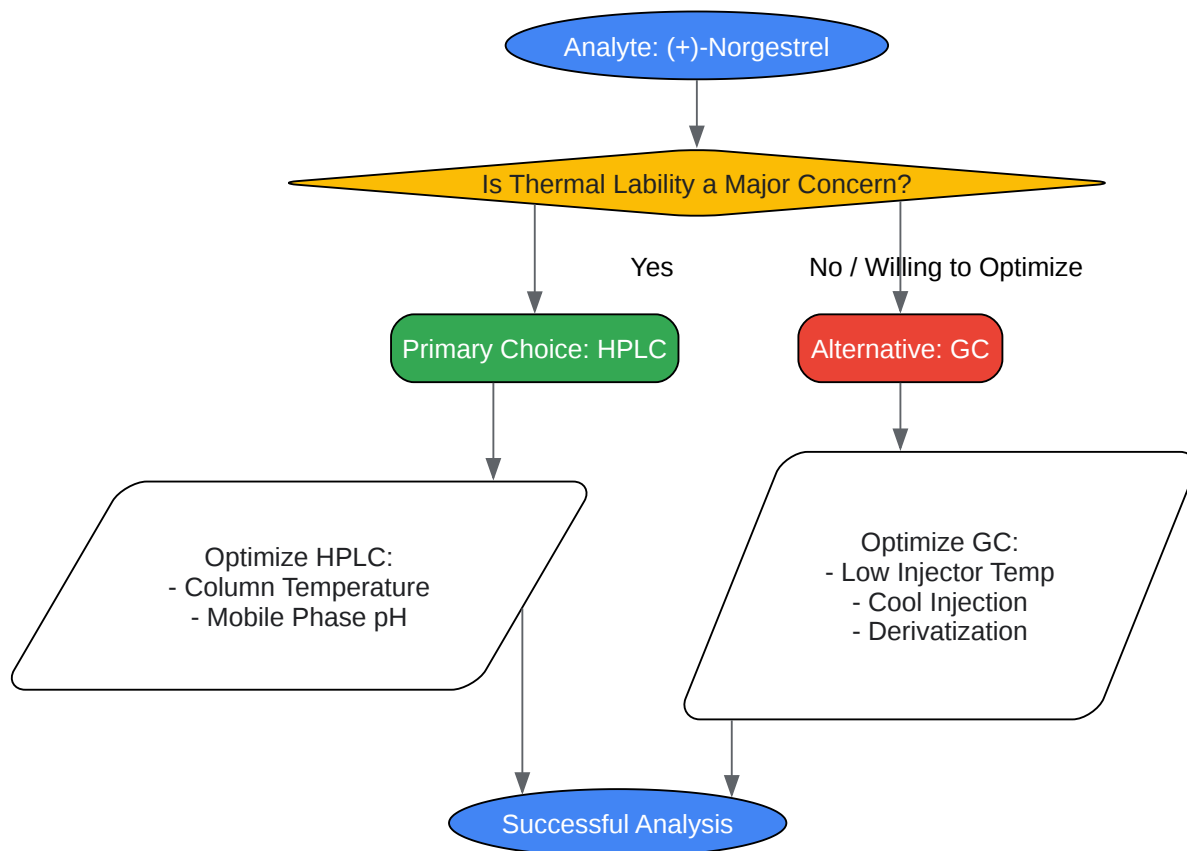 Analyte: (+)-Norgestrel
Is Thermal Lability a Major Concern?
Yes
No / Willing to Optimize
Primary Choice: HPLC
Alternative: GC
Optimize HPLC:
- Column Temperature
- Mobile Phase pH
Optimize GC:
- Low Injector Temp
- Cool Injection
- Derivatization
Successful Analysis